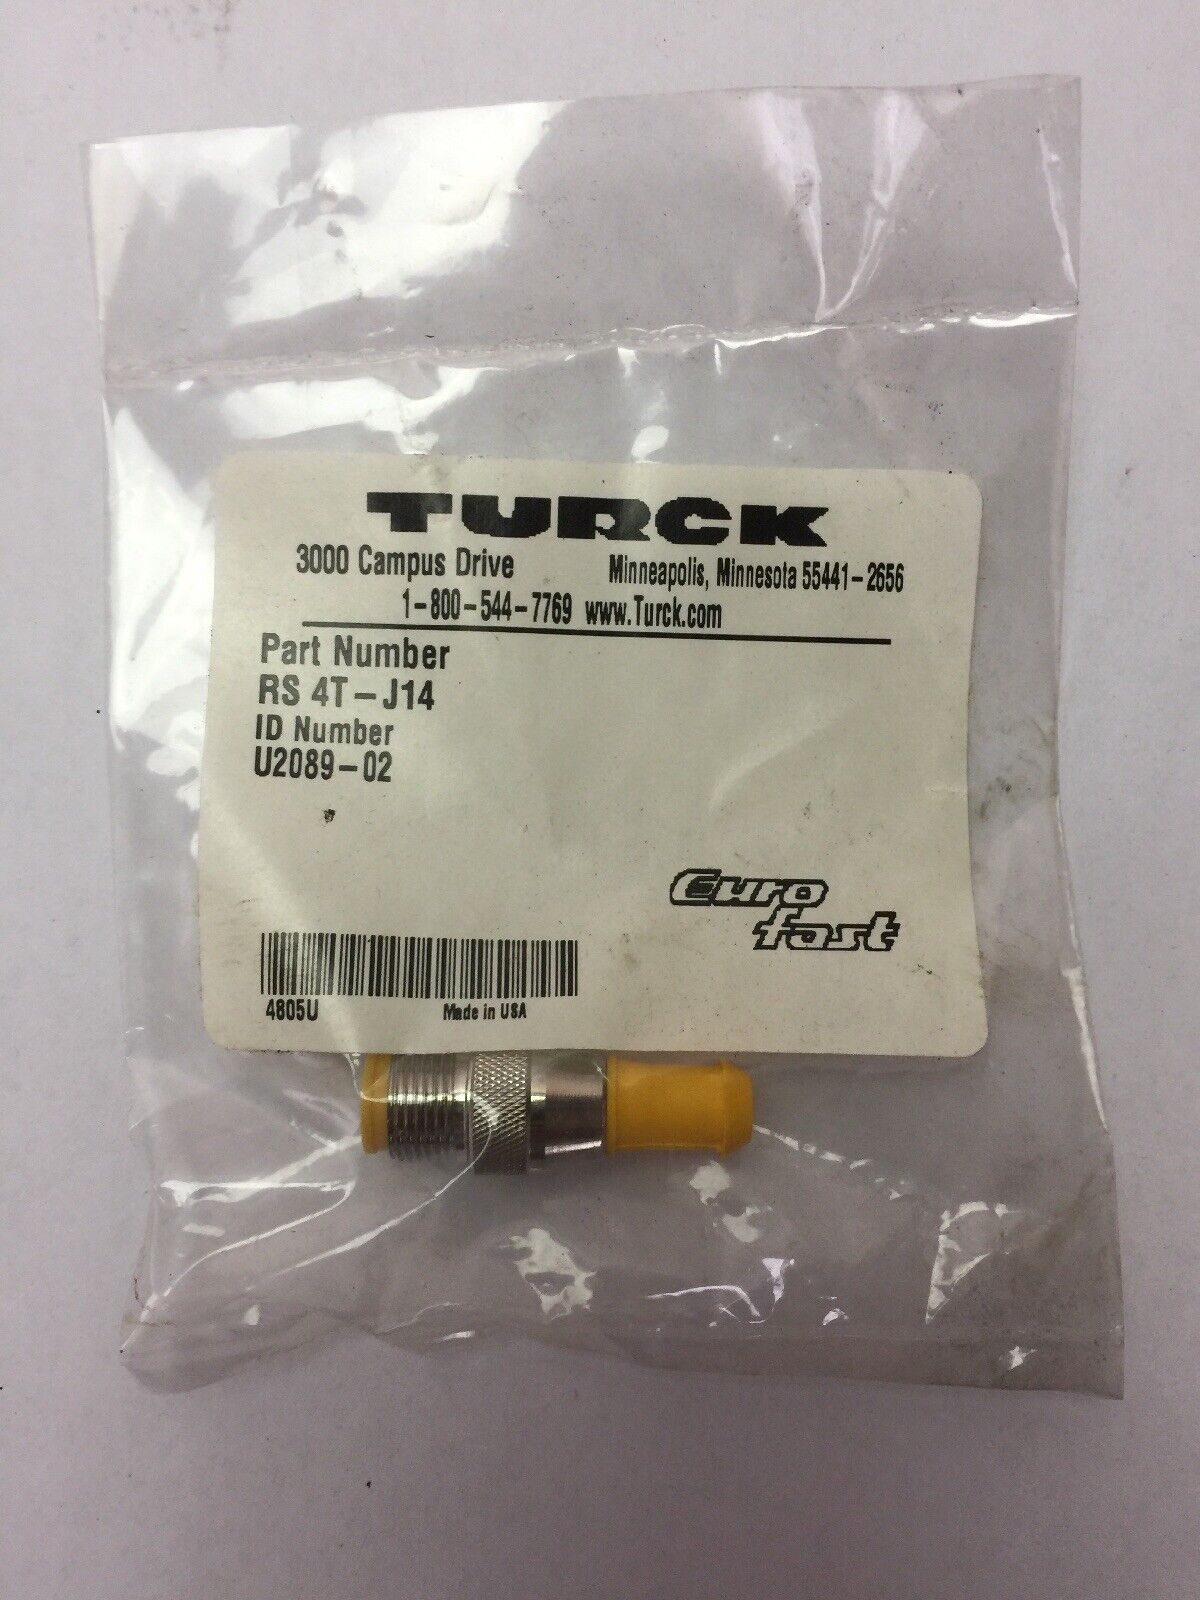 TURCK
3000 Campus Drive Minneapolis, Minnesota 55441-2656
1-800-544-7769 www.Turck.com
Part Number
RS 4T-J14
ID Number
U2089-02
Euro
fast
4805U Made in USA